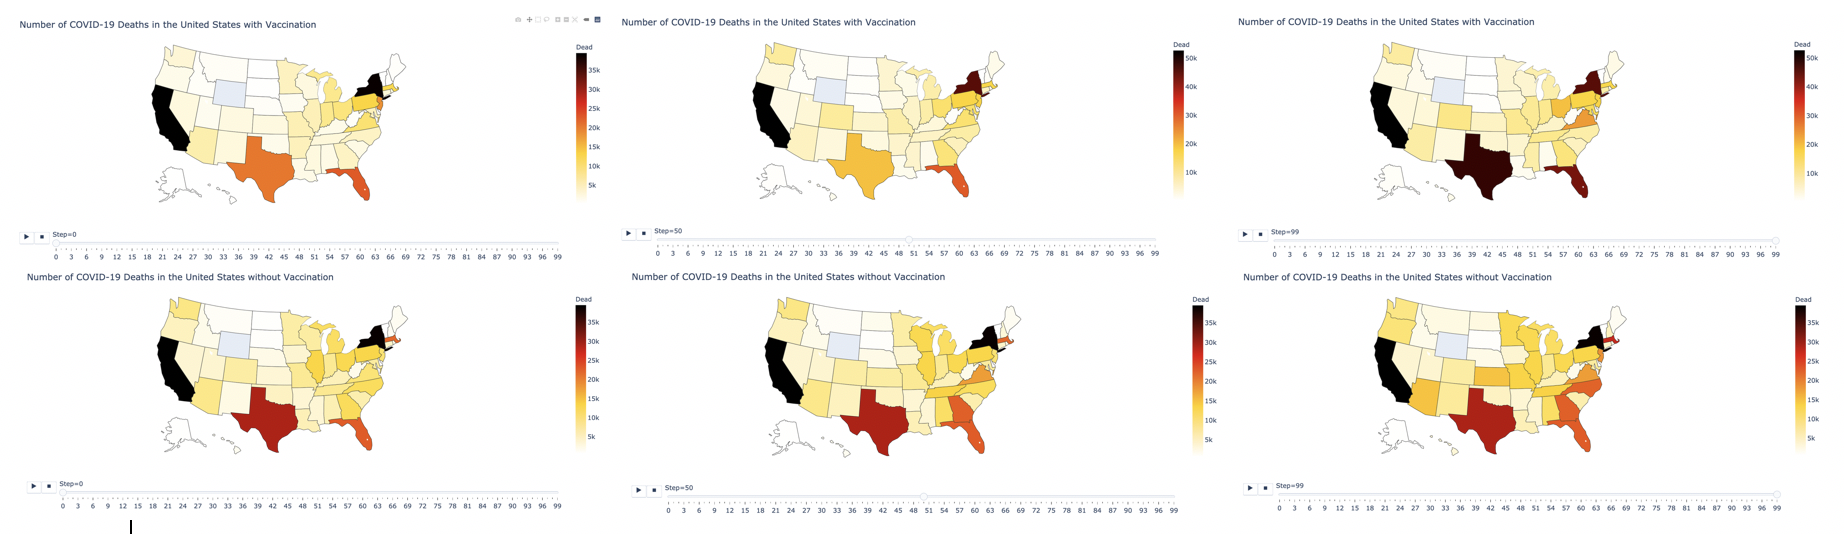 Number of COVID-19 Deaths in the United States with Vaccination
Dead
35k
30k
25k
20k
15k
10k
5k
Step=0
0 3 6 9 12 15 18 21 24 27 30 33 36 39 42 45 48 51 54 57 60 63 66 69 72 75 78 81 84 87 90 93 96 99
Number of COVID-19 Deaths in the United States with Vaccination
Dead
50k
40k
30k
20k
10k
Step=50
0 3 6 9 12 15 18 21 24 27 30 33 36 39 42 45 48 51 54 57 60 63 66 69 72 75 78 81 84 87 90 93 96 99
Number of COVID-19 Deaths in the United States with Vaccination
Dead
50k
40k
30k
20k
10k
Step=99
0 3 6 9 12 15 18 21 24 27 30 33 36 39 42 45 48 51 54 57 60 63 66 69 72 75 78 81 84 87 90 93 96 99
Number of COVID-19 Deaths in the United States without Vaccination
Dead
35k
30k
25k
20k
15k
10k
5k
Step=0
0 3 6 9 12 15 18 21 24 27 30 33 36 39 42 45 48 51 54 57 60 63 66 69 72 75 78 81 84 87 90 93 96 99
Number of COVID-19 Deaths in the United States without Vaccination
Dead
35k
30k
25k
20k
15k
10k
5k
Step=50
0 3 6 9 12 15 18 21 24 27 30 33 36 39 42 45 48 51 54 57 60 63 66 69 72 75 78 81 84 87 90 93 96 99
Number of COVID-19 Deaths in the United States without Vaccination
Dead
35k
30k
25k
20k
15k
10k
5k
Step=99
0 3 6 9 12 15 18 21 24 27 30 33 36 39 42 45 48 51 54 57 60 63 66 69 72 75 78 81 84 87 90 93 96 99